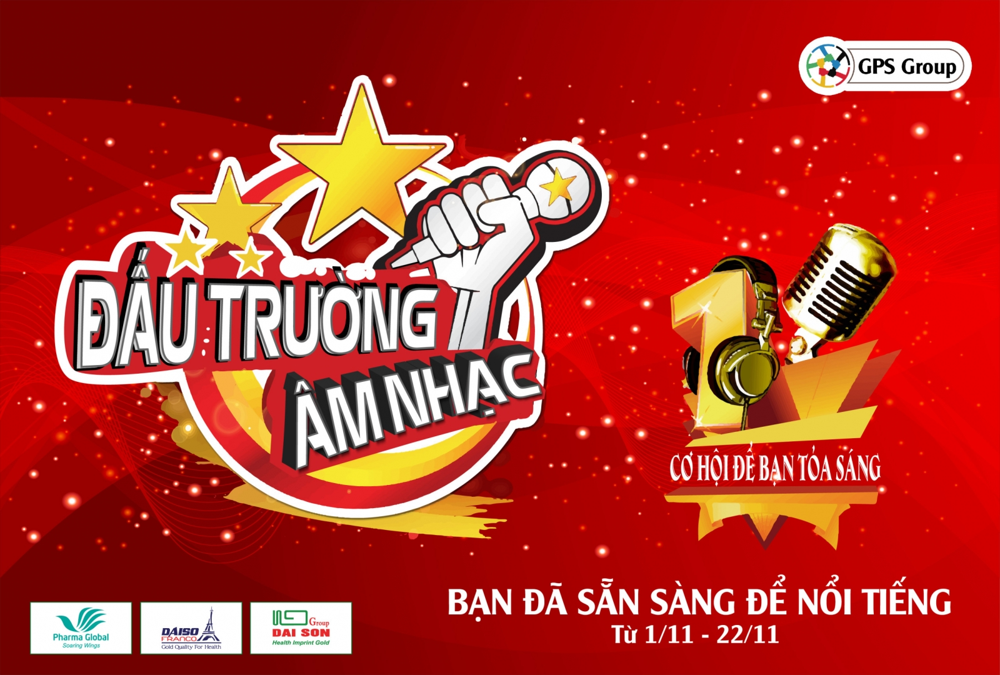 GPS Group
ĐẤU TRƯỜNG
ÂM NHẠC
1
CƠ HỘI ĐỂ BẠN TỎA SÁNG
BẠN ĐÃ SẴN SÀNG ĐỂ NỔI TIẾNG
Từ 1/11 - 22/11
Pharma Global
Soaring Wings
DAISO
FRANCO
Gold Quality For Health
Group
DAI SON
Health Imprint Gold